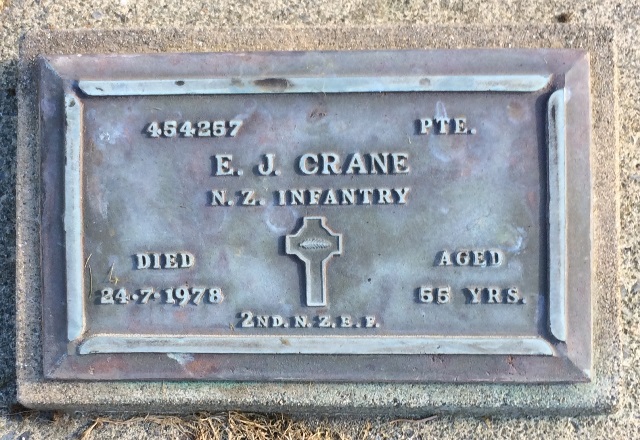 454257 PTE.
E. J. CRANE
N. Z. INFANTRY
DIED AGED
24·7·1978 55 YRS.
2ND. N. Z. E. F.